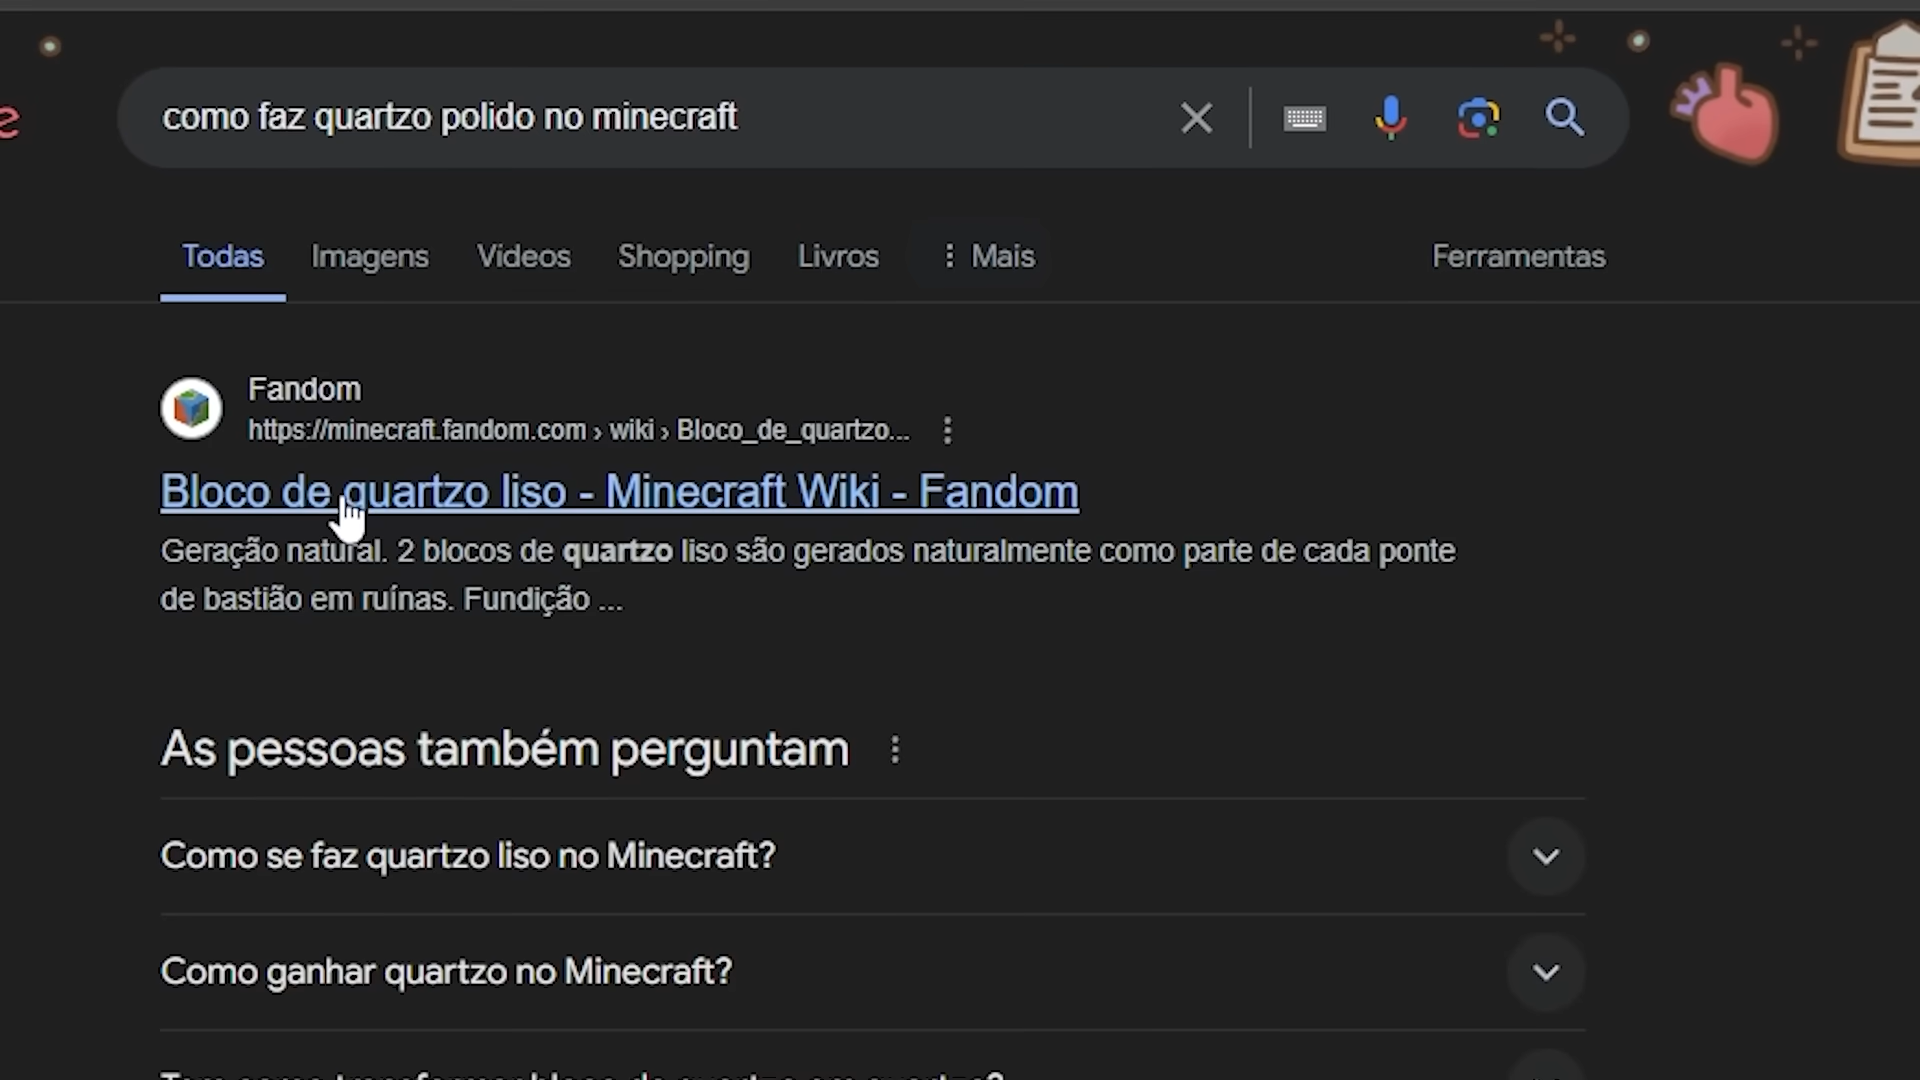 como faz quartzo polido no minecraft
Todas Imagens Vídeos Shopping Livros Mais Ferramentas
Fandom
https://minecraft.fandom.com › wiki › Bloco_de_quartzo...
Bloco de quartzo liso - Minecraft Wiki - Fandom
Geração natural. 2 blocos de quartzo liso são gerados naturalmente como parte de cada ponte
de bastião em ruínas. Fundição ...
As pessoas também perguntam
Como se faz quartzo liso no Minecraft?
Como ganhar quartzo no Minecraft?